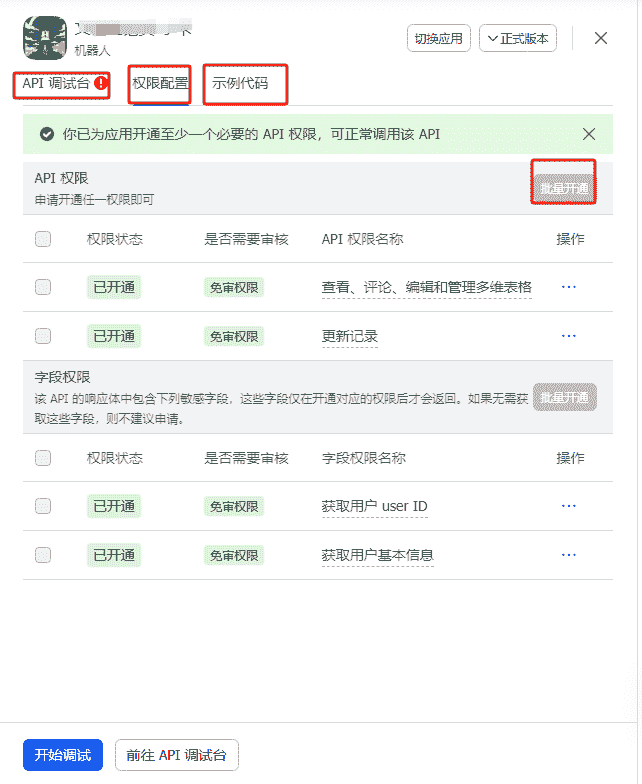 机器人
切换应用
正式版本
API 调试台
权限配置
示例代码
你已为应用开通至少一个必要的 API 权限，可正常调用该 API
API 权限
申请开通任一权限即可
批量开通
权限状态 是否需要审核 API 权限名称 操作
已开通 免审权限 查看、评论、编辑和管理多维表格 ...
已开通 免审权限 更新记录 ...
字段权限
该 API 的响应体中包含下列敏感字段，这些字段仅在开通对应的权限后才会返回。如果无需获
取这些字段，则不建议申请。
批量开通
权限状态 是否需要审核 字段权限名称 操作
已开通 免审权限 获取用户 user ID ...
已开通 免审权限 获取用户基本信息 ...
开始调试
前往 API 调试台